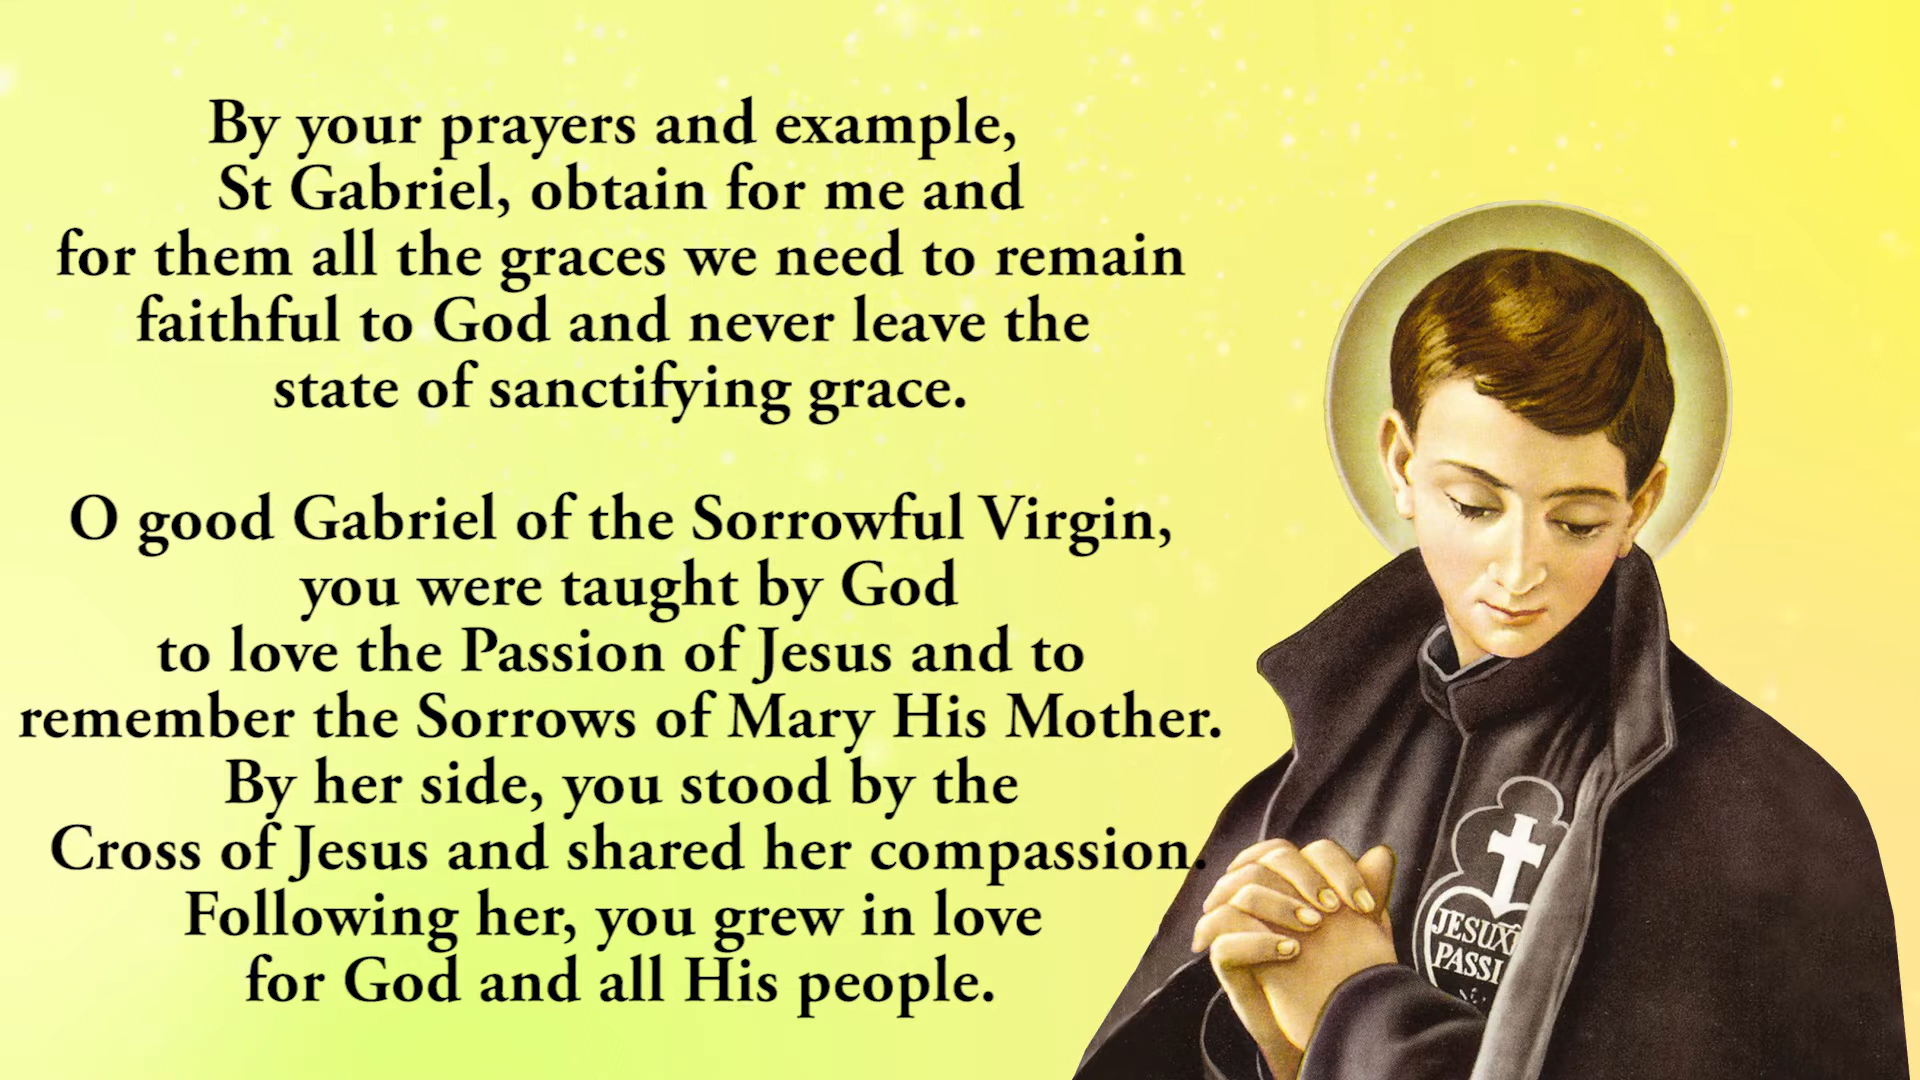 By your prayers and example,
St Gabriel, obtain for me and
for them all the graces we need to remain
faithful to God and never leave the
state of sanctifying grace.
O good Gabriel of the Sorrowful Virgin,
you were taught by God
to love the Passion of Jesus and to
remember the Sorrows of Mary His Mother.
By her side, you stood by the
Cross of Jesus and shared her compassion.
Following her, you grew in love
for God and all His people.
JESU
PASSI